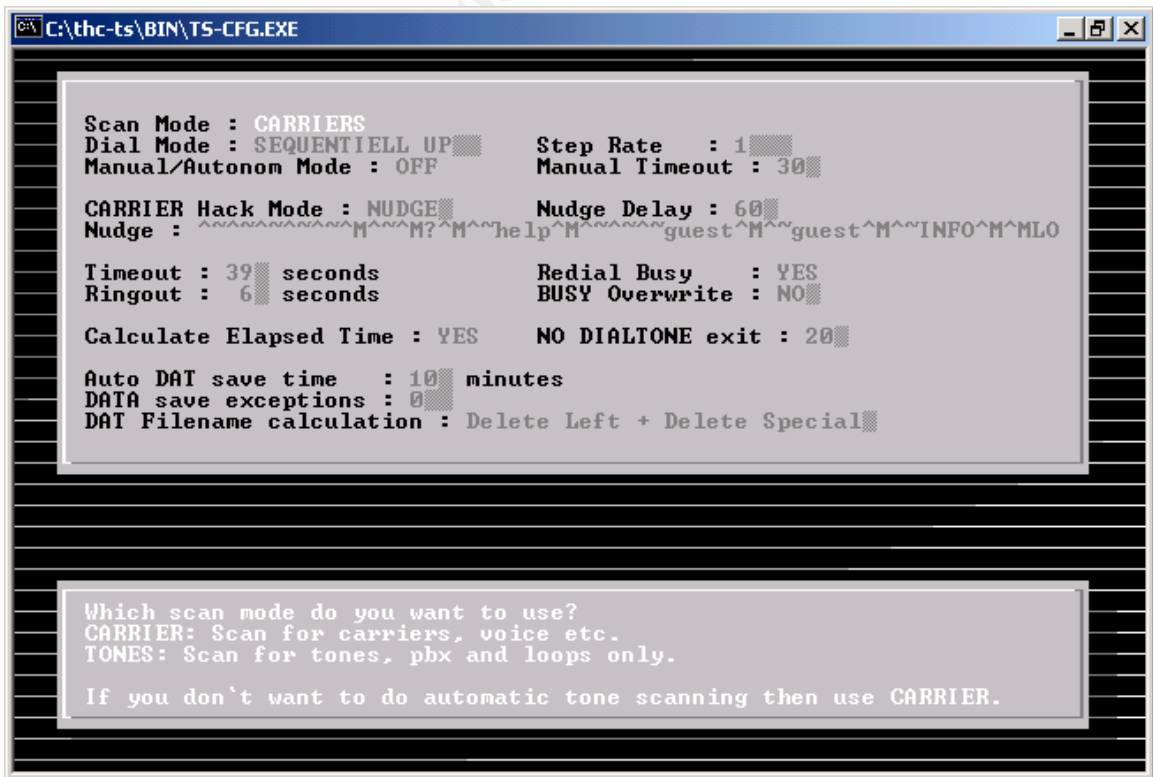 C:\thc-ts\BIN\TS-CFG.EXE
Scan Mode : CARRIERS
Dial Mode : SEQUENTIELL UP Step Rate : 1
Manual/Autonom Mode : OFF Manual Timeout : 30
CARRIER Hack Mode : NUDGE Nudge Delay : 60
Nudge : ^~^~^~^~^~^~^M^~^M?^M^~help^M^~^~^~guest^M^~guest^M^~INFO^M^MLO
Timeout : 39 seconds Redial Busy : YES
Ringout : 6 seconds BUSY Overwrite : NO
Calculate Elapsed Time : YES NO DIALTONE exit : 20
Auto DAT save time : 10 minutes
DATA save exceptions : 0
DAT Filename calculation : Delete Left + Delete Special
Which scan mode do you want to use?
CARRIER: Scan for carriers, voice etc.
TONES: Scan for tones, pbx and loops only.
If you don`t want to do automatic tone scanning then use CARRIER.